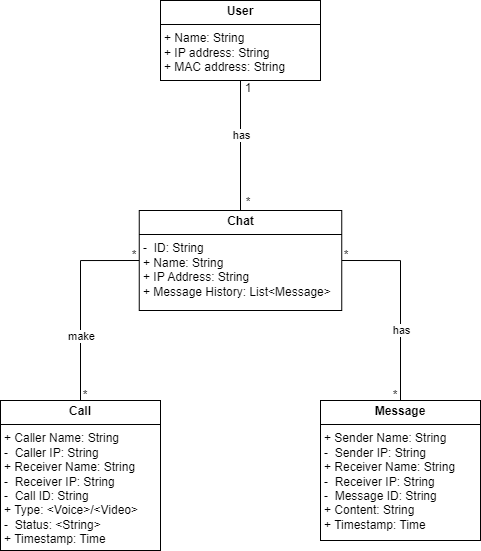 User
+ Name: String
+ IP address: String
+ MAC address: String
1
has
*
Chat
- ID: String
+ Name: String
+ IP Address: String
+ Message History: List<Message>
*
*
make
has
*
*
Call
+ Caller Name: String
- Caller IP: String
+ Receiver Name: String
- Receiver IP: String
- Call ID: String
+ Type: <Voice>/<Video>
- Status: <String>
+ Timestamp: Time
Message
+ Sender Name: String
- Sender IP: String
+ Receiver Name: String
- Receiver IP: String
- Message ID: String
+ Content: String
+ Timestamp: Time